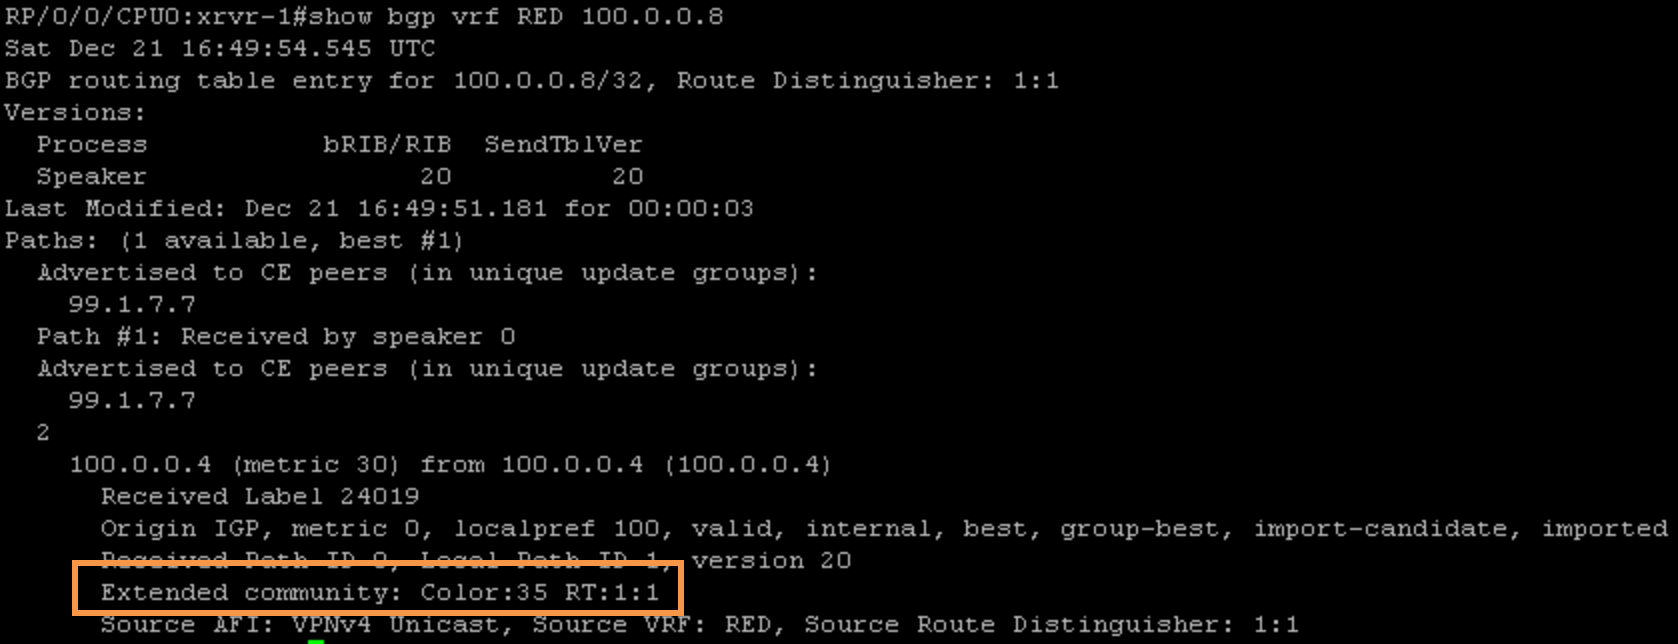 RP/0/0/CPU0:xrvr-1#show bgp vrf RED 100.0.0.8
Sat Dec 21 16:49:54.545 UTC
BGP routing table entry for 100.0.0.8/32, Route Distinguisher: 1:1
Versions:
Process bRIB/RIB SendTblVer
Speaker 20 20
Last Modified: Dec 21 16:49:51.181 for 00:00:03
Paths: (1 available, best #1)
Advertised to CE peers (in unique update groups):
99.1.7.7
Path #1: Received by speaker 0
Advertised to CE peers (in unique update groups):
99.1.7.7
2
100.0.0.4 (metric 30) from 100.0.0.4 (100.0.0.4)
Received Label 24019
Origin IGP, metric 0, localpref 100, valid, internal, best, group-best, import-candidate, imported
Received Path ID 0, Local Path ID 1, version 20
Extended community: Color:35 RT:1:1
Source AFI: VPNv4 Unicast, Source VRF: RED, Source Route Distinguisher: 1:1